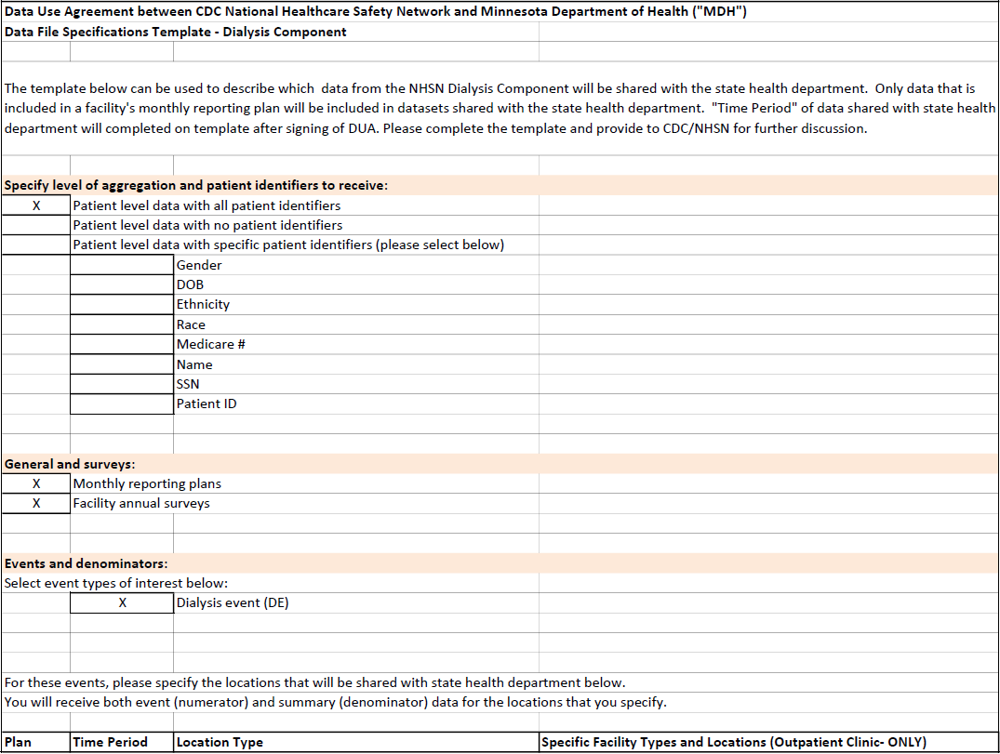 Data Use Agreement between CDC National Healthcare Safety Network and Minnesota Department of Health ("MDH")
Data File Specifications Template - Dialysis Component
The template below can be used to describe which  data from the NHSN Dialysis Component will be shared with the state health department.  Only data that is
included in a facility's monthly reporting plan will be included in datasets shared with the state health department.  "Time Period" of data shared with state health
department will completed on template after signing of DUA. Please complete the template and provide to CDC/NHSN for further discussion.
Specify level of aggregation and patient identifiers to receive:
X Patient level data with all patient identifiers
Patient level data with no patient identifiers
Patient level data with specific patient identifiers (please select below)
Gender
DOB
Ethnicity
Race
Medicare #
Name
SSN
Patient ID
General and surveys:
X Monthly reporting plans
X Facility annual surveys
Events and denominators:
Select event types of interest below:
X Dialysis event (DE)
For these events, please specify the locations that will be shared with state health department below.
You will receive both event (numerator) and summary (denominator) data for the locations that you specify.
Plan Time Period Location Type Specific Facility Types and Locations (Outpatient Clinic- ONLY)